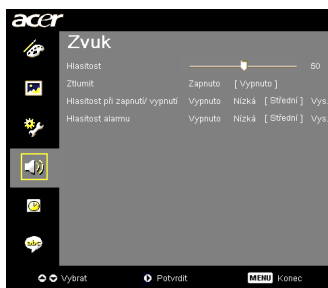 acer
Zvuk
Hlasitost 50
Ztlumit Zapnuto [ Vypnuto ]
Hlasitost při zapnutí/ vypnutí Vypnuto Nízká [ Střední ] Vys.
Hlasitost alarmu Vypnuto Nízká [ Střední ] Vys.
abc
Vybrat Potvrdit MENU Konec